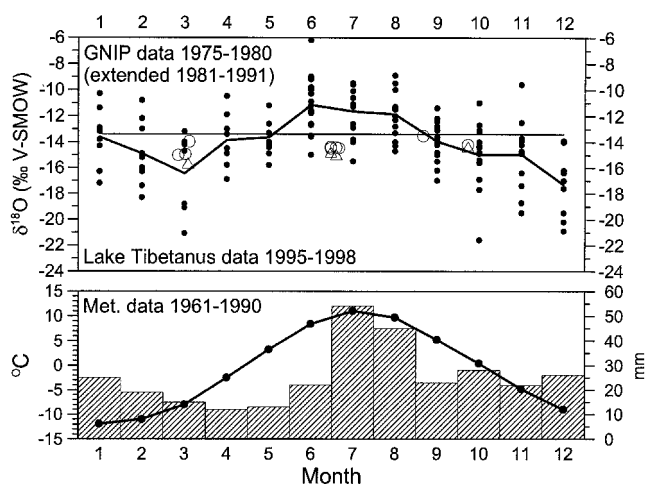 1 2 3 4 5 6 7 8 9 10 11 12
-6 -6
-8 -8
-10 -10
-12 -12
-14 -14
-16 -16
-18 -18
-20 -20
-22 -22
-24 -24
GNIP data 1975-1980
(extended 1981-1991)
δ¹⁸O (‰ V-SMOW)
Lake Tibetanus data 1995-1998
15 60
10 50
5 40
0 30
-5 20
-10 10
-15 0
Met. data 1961-1990
°C
mm
1 2 3 4 5 6 7 8 9 10 11 12
Month